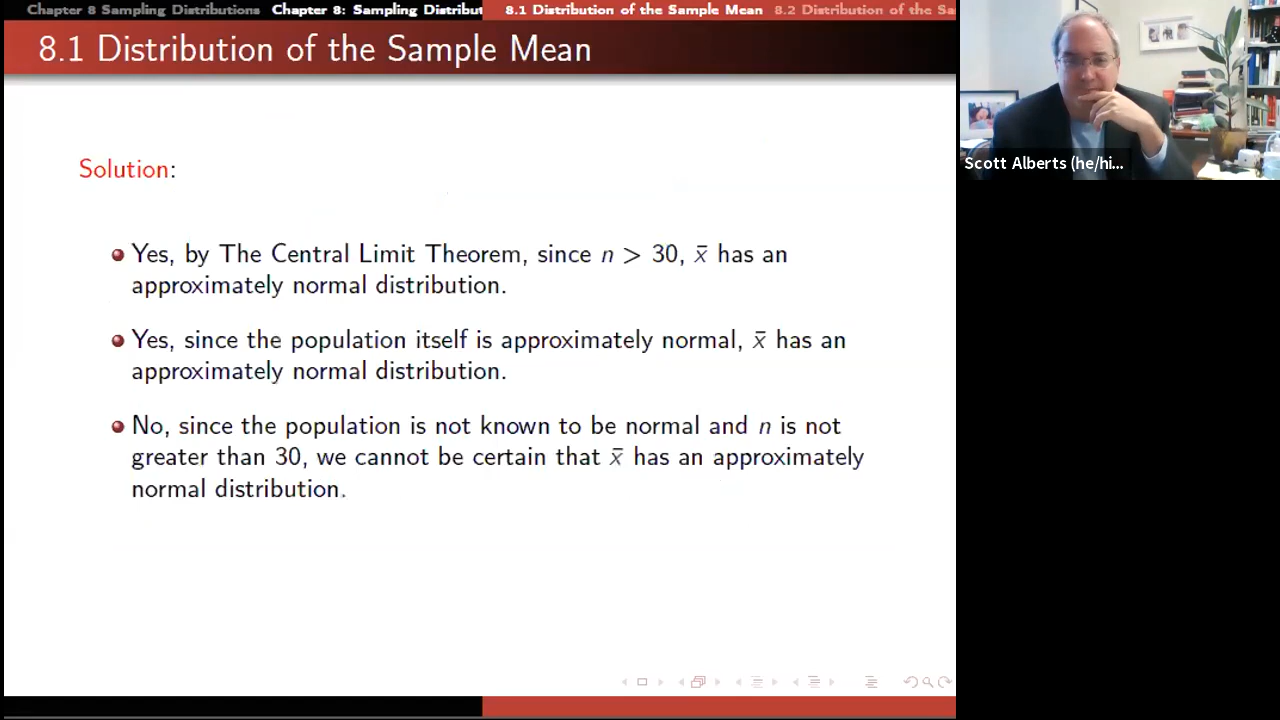 Chapter 8 Sampling Distributions Chapter 8: Sampling Distribut 8.1 Distribution of the Sample Mean 8.2 Distribution of the Sa
8.1 Distribution of the Sample Mean
Solution:
Yes, by The Central Limit Theorem, since n > 30, x̄ has an
approximately normal distribution.
Yes, since the population itself is approximately normal, x̄ has an
approximately normal distribution.
No, since the population is not known to be normal and n is not
greater than 30, we cannot be certain that x̄ has an approximately
normal distribution.
Scott Alberts (he/hi...